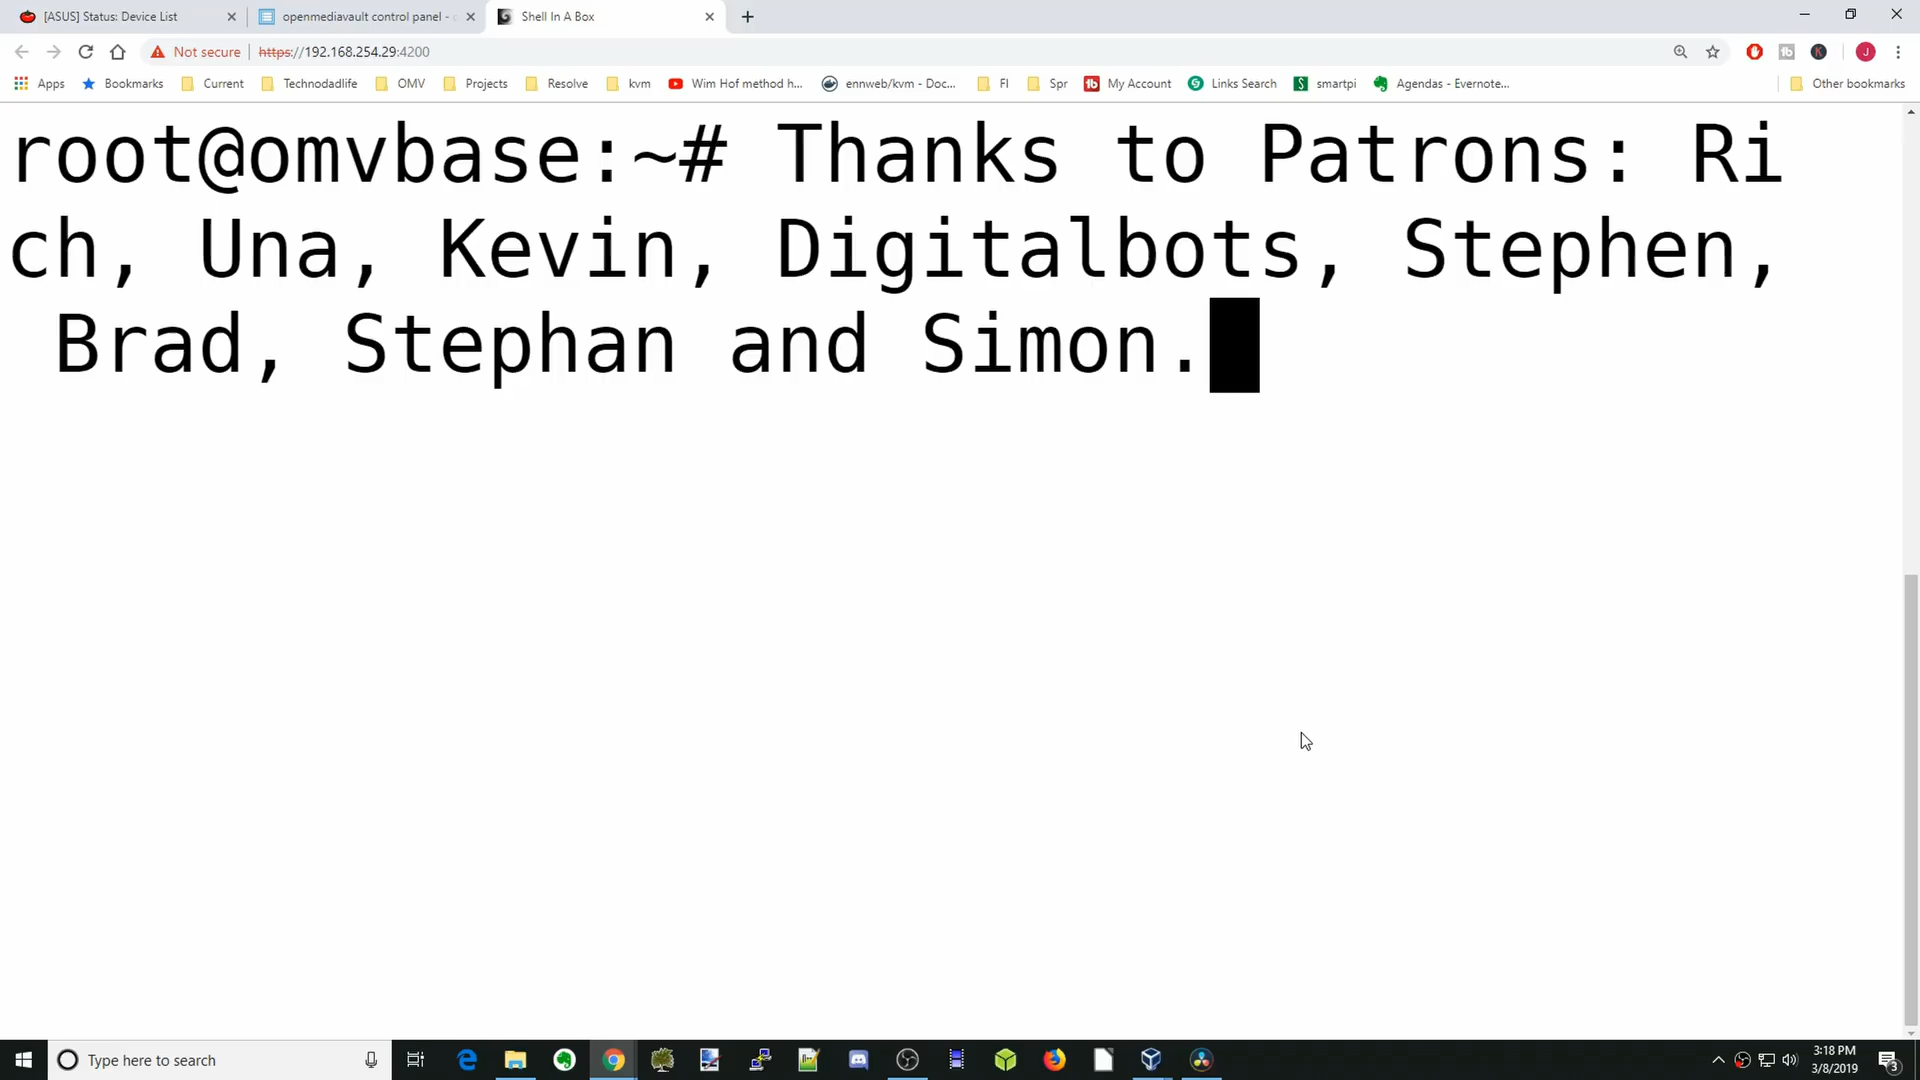 [ASUS] Status: Device List
openmediavault control panel -
Shell In A Box
Not secure
https://192.168.254.29:4200
Apps
Bookmarks
Current
Technodadlife
OMV
Projects
Resolve
kvm
Wim Hof method h...
ennweb/kvm - Doc...
FI
Spr
My Account
Links Search
smartpi
Agendas - Evernote...
Other bookmarks
root@omvbase:~# Thanks to Patrons: Ri
ch, Una, Kevin, Digitalbots, Stephen,
Brad, Stephan and Simon.
Type here to search
3:18 PM
3/8/2019
3